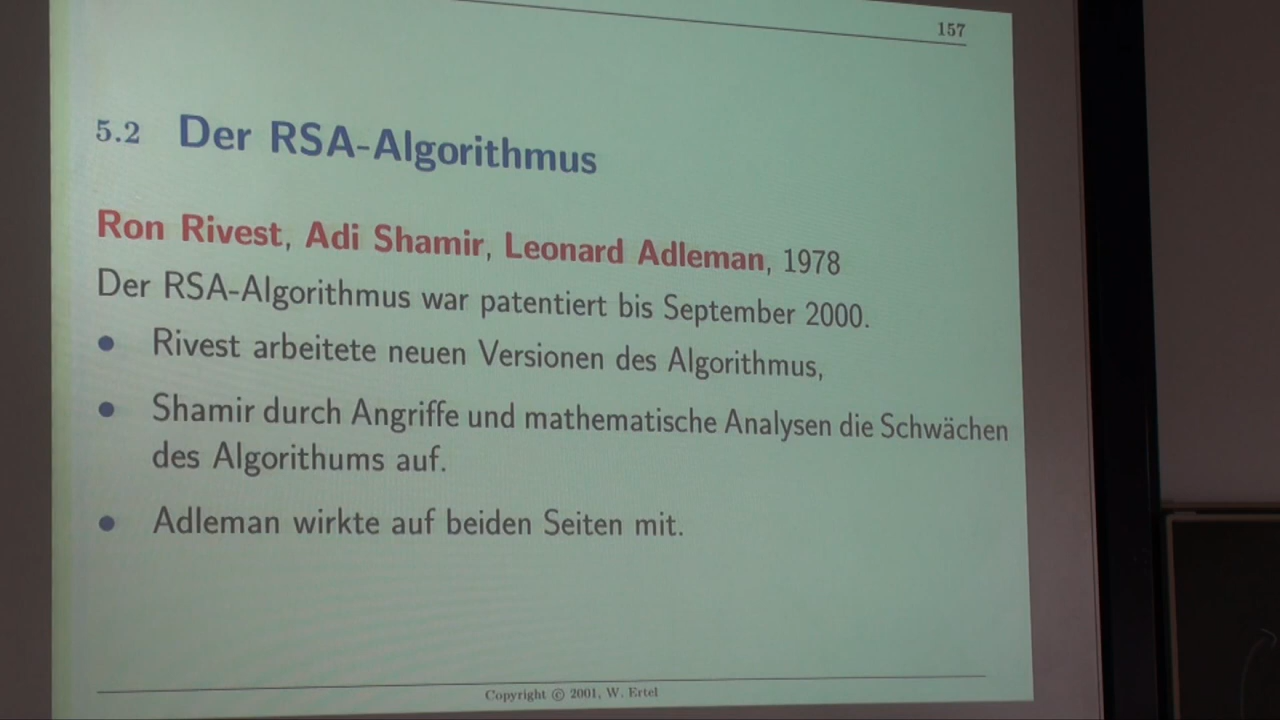 157
5.2 Der RSA-Algorithmus
Ron Rivest, Adi Shamir, Leonard Adleman, 1978
Der RSA-Algorithmus war patentiert bis September 2000.
• Rivest arbeitete neuen Versionen des Algorithmus,
• Shamir durch Angriffe und mathematische Analysen die Schwächen
des Algorithums auf.
• Adleman wirkte auf beiden Seiten mit.
Copyright © 2001, W. Ertel